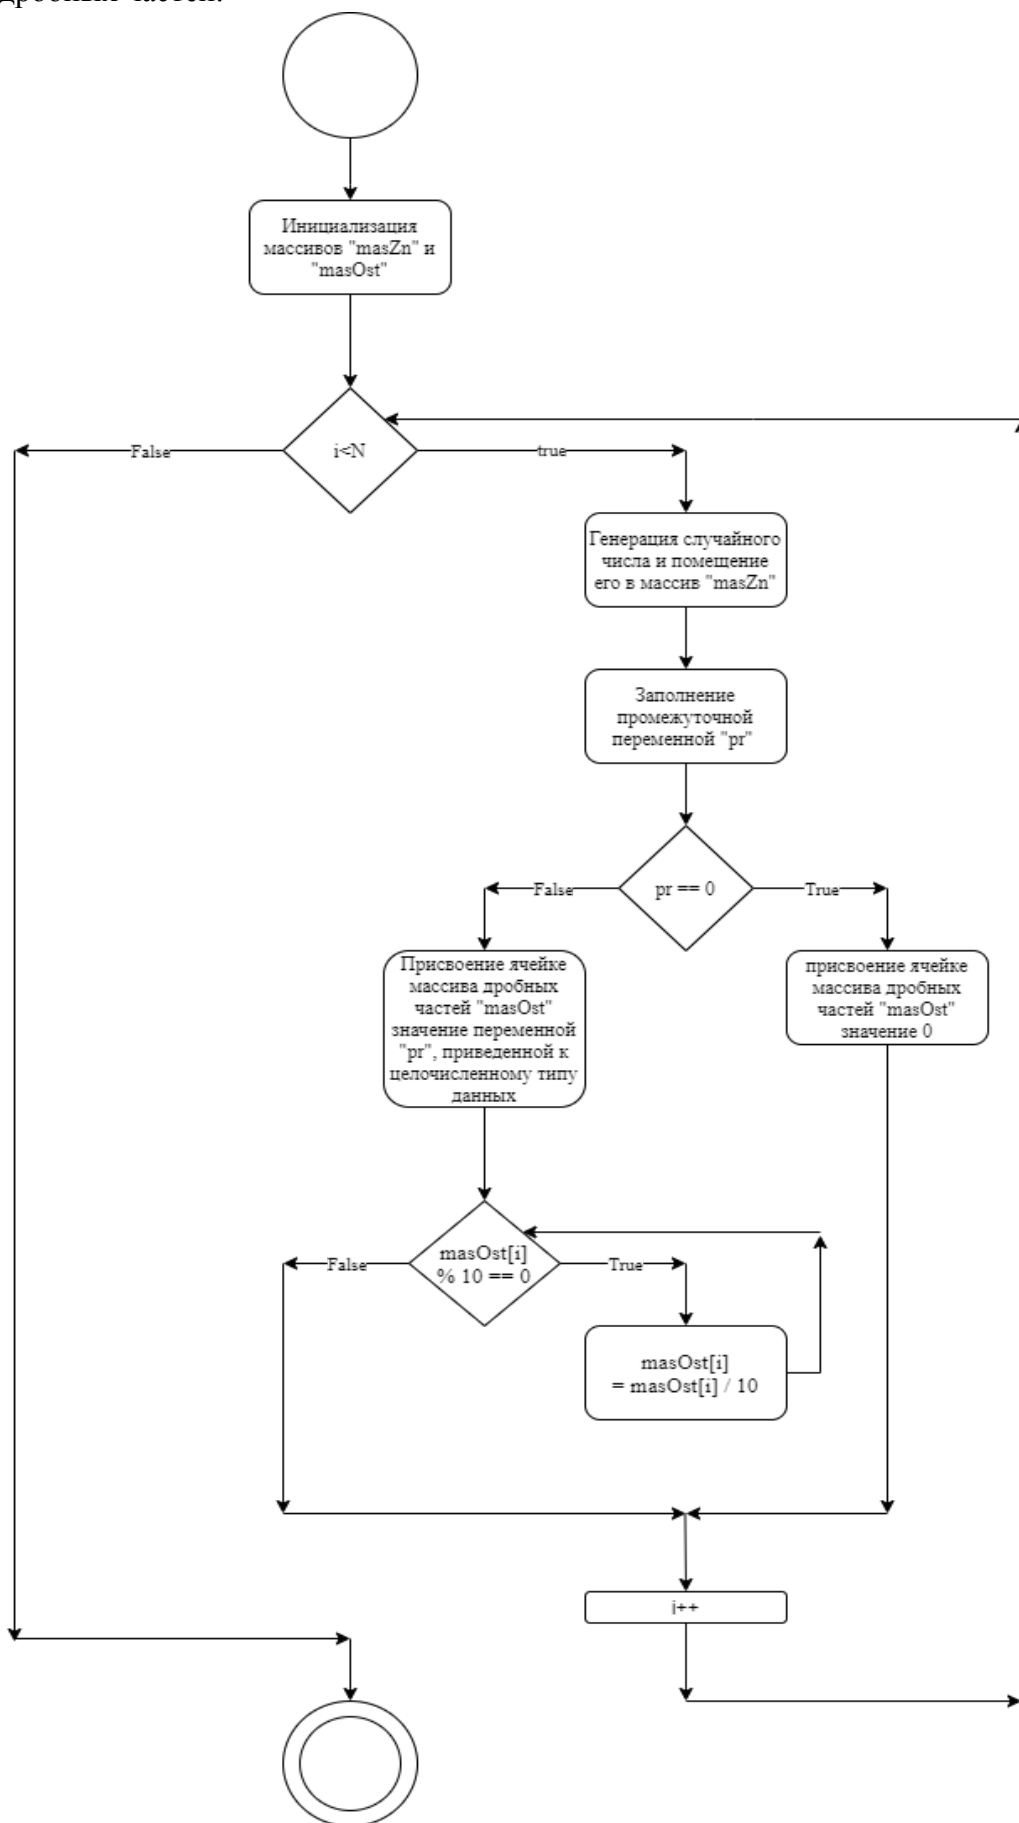 дробных частей.
Инициализация
массивов "masZn" и
"masOst"
i<N
False
true
Генерация случайного
числа и помещение
его в массив "masZn"
Заполнение
промежуточной
переменной "pr"
pr == 0
False
True
Присвоение ячейке
массива дробных
частей "masOst"
значение переменной
"pr", приведенной к
целочисленному типу
данных
присвоение ячейке
массива дробных
частей "masOst"
значение 0
masOst[i]
% 10 == 0
False
True
masOst[i]
= masOst[i] / 10
i++